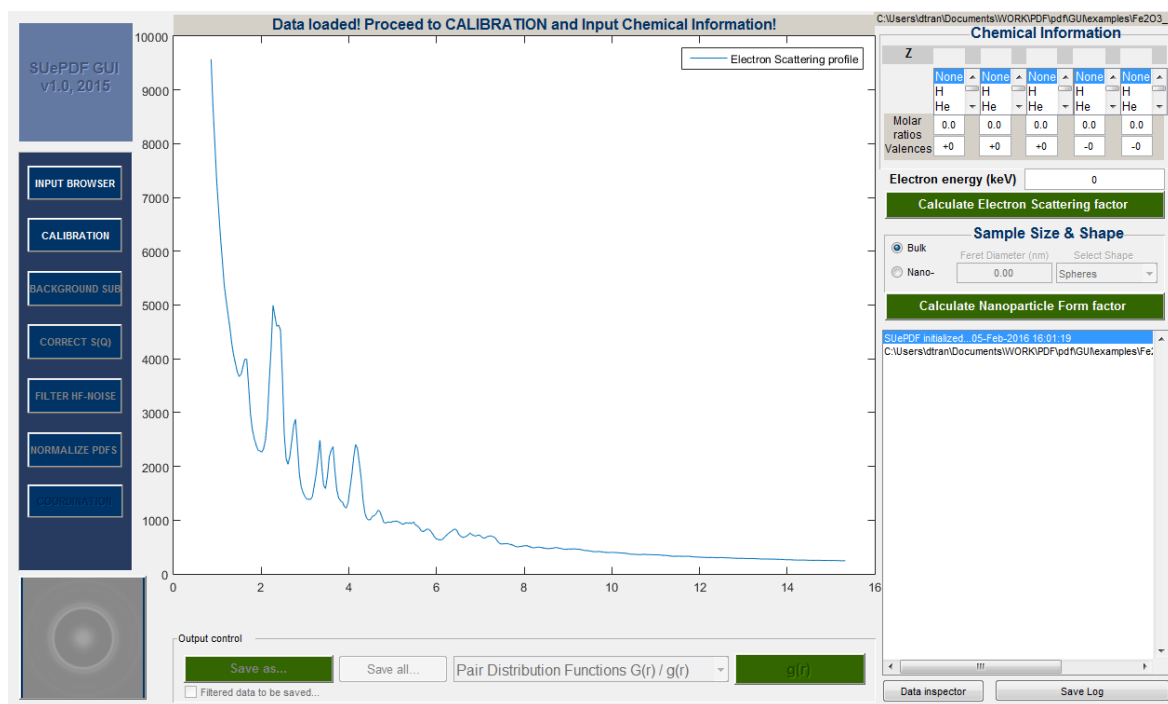 Data loaded! Proceed to CALIBRATION and Input Chemical Information!
C:\Users\dtran\Documents\WORK\PDF\pdf\GUI\examples\Fe2O3_
SUePDF GUI
v1.0, 2015
INPUT BROWSER
CALIBRATION
BACKGROUND SUB
CORRECT S(Q)
FILTER HF-NOISE
NORMALIZE PDFS
COORDINATION
10000
9000
8000
7000
6000
5000
4000
3000
2000
1000
0
0 2 4 6 8 10 12 14 16
Electron Scattering profile
Output control
Save as...
Save all...
Pair Distribution Functions G(r) / g(r)
g(r)
Filtered data to be saved...
Chemical Information
Z
None None None None None
H H H H H
He He He He He
Molar
ratios
0.0 0.0 0.0 0.0 0.0
Valences +0 +0 +0 -0 -0
Electron energy (keV) 0
Calculate Electron Scattering factor
Sample Size & Shape
Bulk
Feret Diameter (nm) Select Shape
Nano- 0.00 Spheres
Calculate Nanoparticle Form factor
SUePDF initialized...05-Feb-2016 16:01:19
C:\Users\dtran\Documents\WORK\PDF\pdf\GUI\examples\Fe2
Data inspector
Save Log